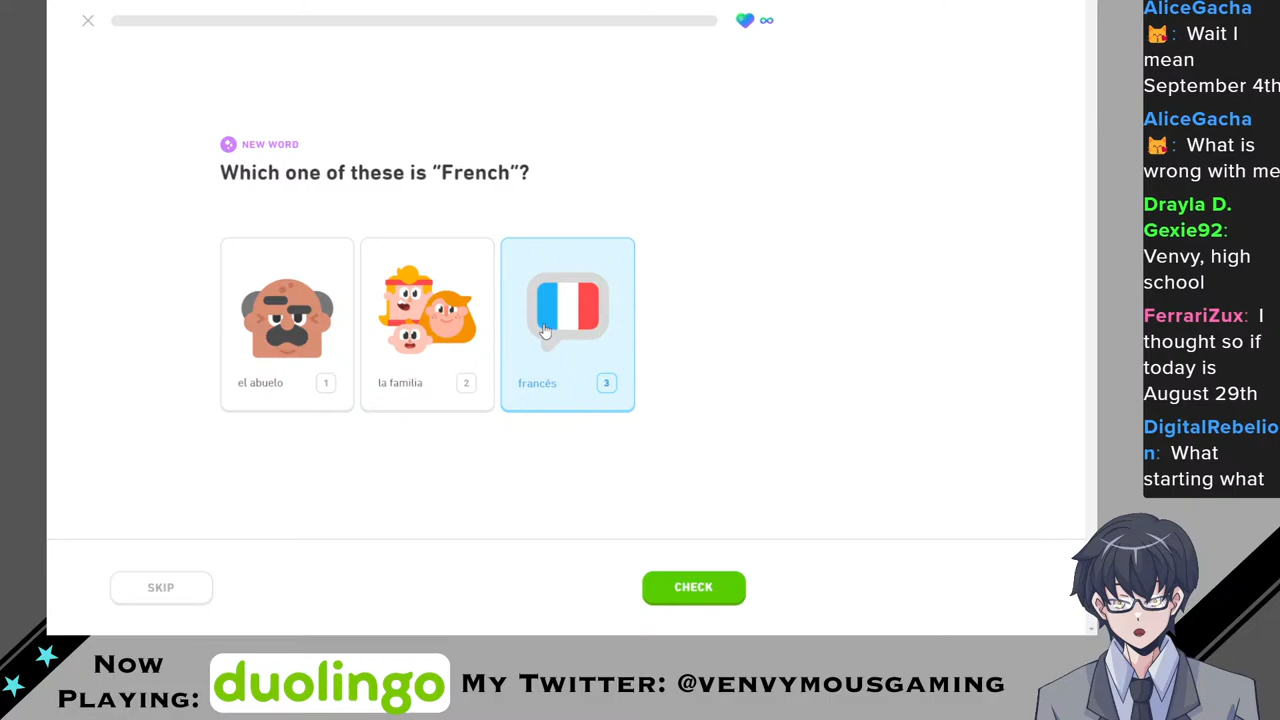 NEW WORD
Which one of these is “French”?
el abuelo 1
la familia 2
francés 3
SKIP
CHECK
AliceGacha
: Wait I
mean
September 4th
AliceGacha
: What is
wrong with me
Drayla D.
Gexie92:
Venvy, high
school
FerrariZux: I
thought so if
today is
August 29th
DigitalRebelio
n: What
starting what
Now
Playing:
duolingo
My Twitter: @venvymousgaming